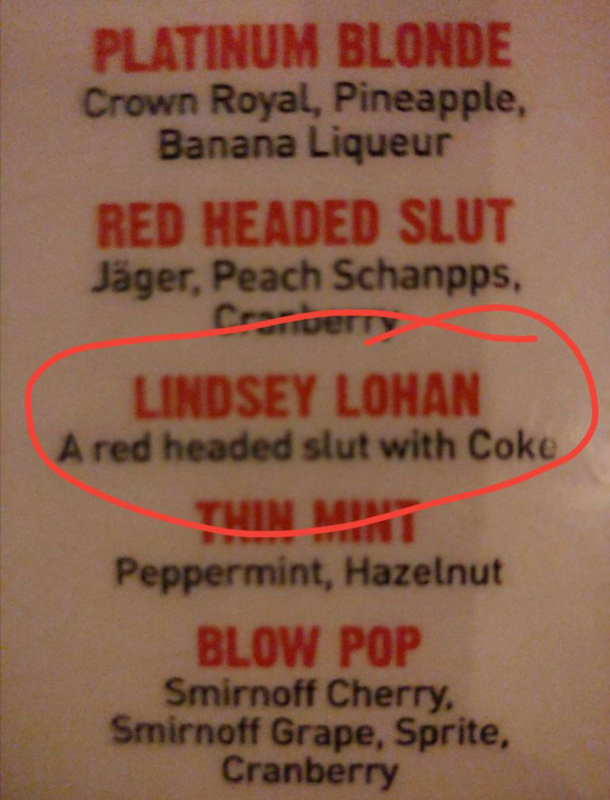 PLATINUM BLONDE
Crown Royal, Pineapple,
Banana Liqueur
RED HEADED SLUT
Jäger, Peach Schanpps,
Cranberry
LINDSEY LOHAN
A red headed slut with Coke
THIN MINT
Peppermint, Hazelnut
BLOW POP
Smirnoff Cherry,
Smirnoff Grape, Sprite,
Cranberry